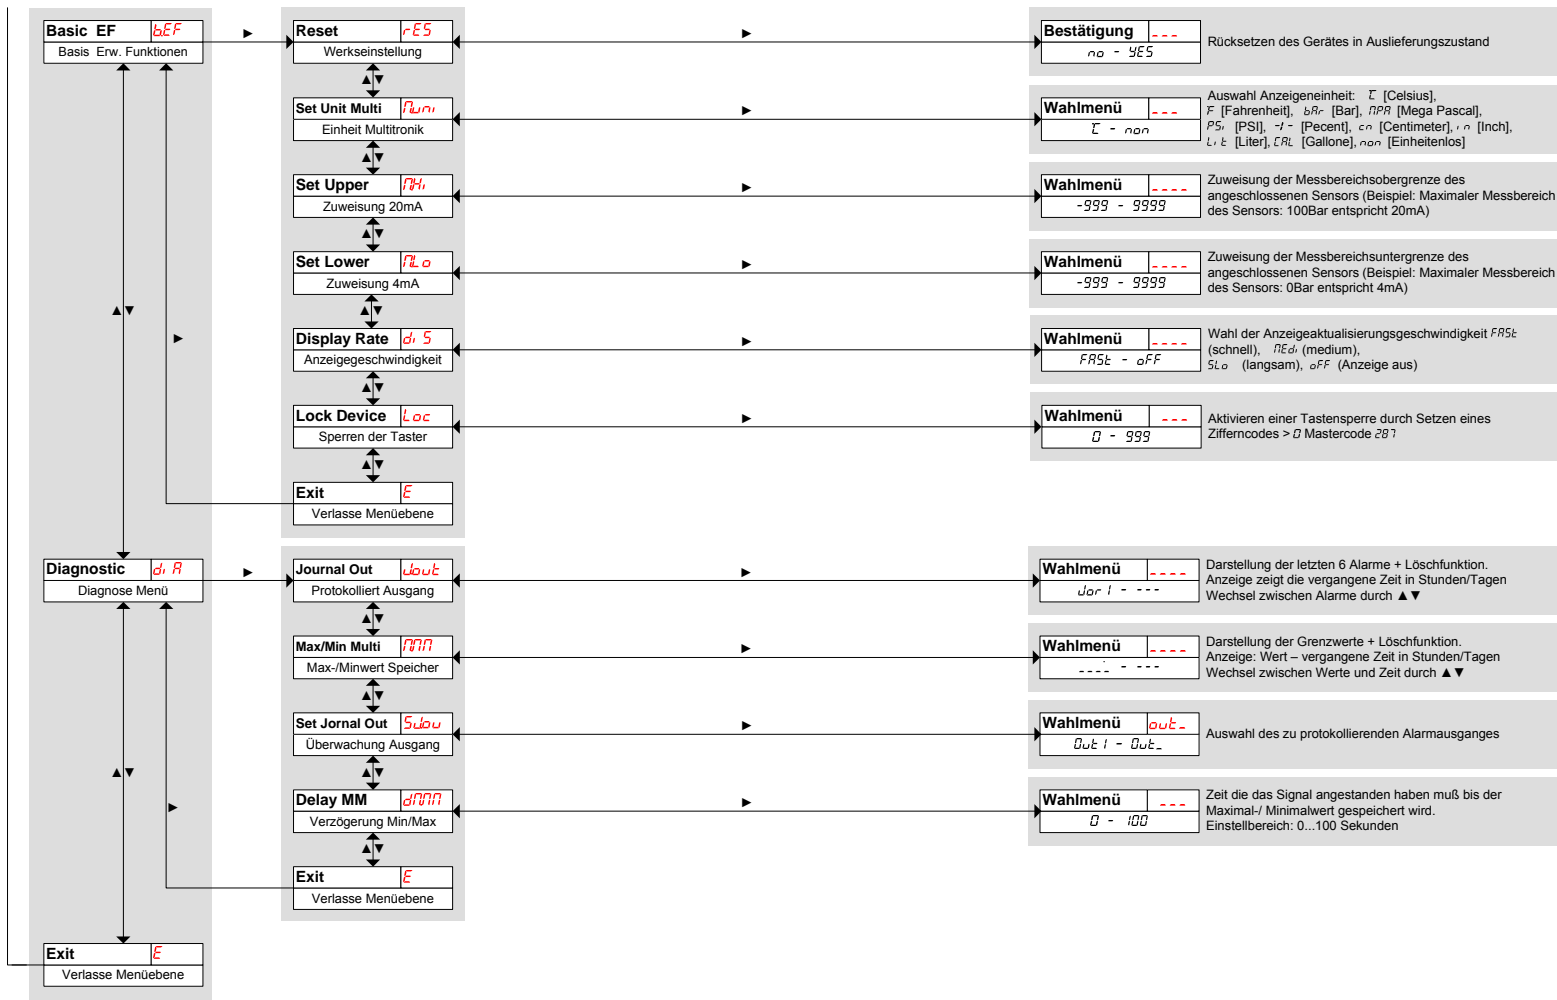 Basic EF b.EF
Basis Erw. Funktionen
Reset rES
Werkseinstellung
Bestätigung _ _ _
no - YES
Rücksetzen des Gerätes in Auslieferungszustand
Set Unit Multi
Einheit Multitronik
Wahlmenü _ _ _
Auswahl Anzeigeneinheit: [Celsius],
[Fahrenheit], bAr [Bar], MPA [Mega Pascal],
PSi [PSI], [Pecent], cm [Centimeter], in [Inch],
Lit [Liter], [Gallone], non [Einheitenlos]
Set Upper MHi
Zuweisung 20mA
Wahlmenü _ _ _ _
-999 - 9999
Zuweisung der Messbereichsobergrenze des
angeschlossenen Sensors (Beispiel: Maximaler Messbereich
des Sensors: 100Bar entspricht 20mA)
Set Lower MLo
Zuweisung 4mA
Wahlmenü _ _ _ _
-999 - 9999
Zuweisung der Messbereichsuntergrenze des
angeschlossenen Sensors (Beispiel: Maximaler Messbereich
des Sensors: 0Bar entspricht 4mA)
Display Rate diS
Anzeigegeschwindigkeit
Wahlmenü _ _ _ _
FASt - oFF
Wahl der Anzeigeaktualisierungsgeschwindigkeit FASt
(schnell), MEdi (medium),
SLo (langsam), oFF (Anzeige aus)
Lock Device Loc
Sperren der Taster
Wahlmenü _ _ _
0 - 999
Aktivieren einer Tastensperre durch Setzen eines
Zifferncodes > 0 Mastercode 287
Exit E
Verlasse Menüebene
Diagnostic diA
Diagnose Menü
Journal Out Jout
Protokolliert Ausgang
Wahlmenü _ _ _ _
Jor1 - ---
Darstellung der letzten 6 Alarme + Löschfunktion.
Anzeige zeigt die vergangene Zeit in Stunden/Tagen
Wechsel zwischen Alarme durch ▲▼
Max/Min Multi MMM
Max-/Minwert Speicher
Wahlmenü _ _ _ _
Darstellung der Grenzwerte + Löschfunktion.
Anzeige: Wert – vergangene Zeit in Stunden/Tagen
Wechsel zwischen Werte und Zeit durch ▲▼
Set Jornal Out SJou
Überwachung Ausgang
Wahlmenü out_
Out1 - Out_
Auswahl des zu protokollierenden Alarmausganges
Delay MM dMMM
Verzögerung Min/Max
Wahlmenü _ _ _
0 - 100
Zeit die das Signal angestanden haben muß bis der
Maximal-/ Minimalwert gespeichert wird.
Einstellbereich: 0...100 Sekunden
Exit E
Verlasse Menüebene
Exit E
Verlasse Menüebene